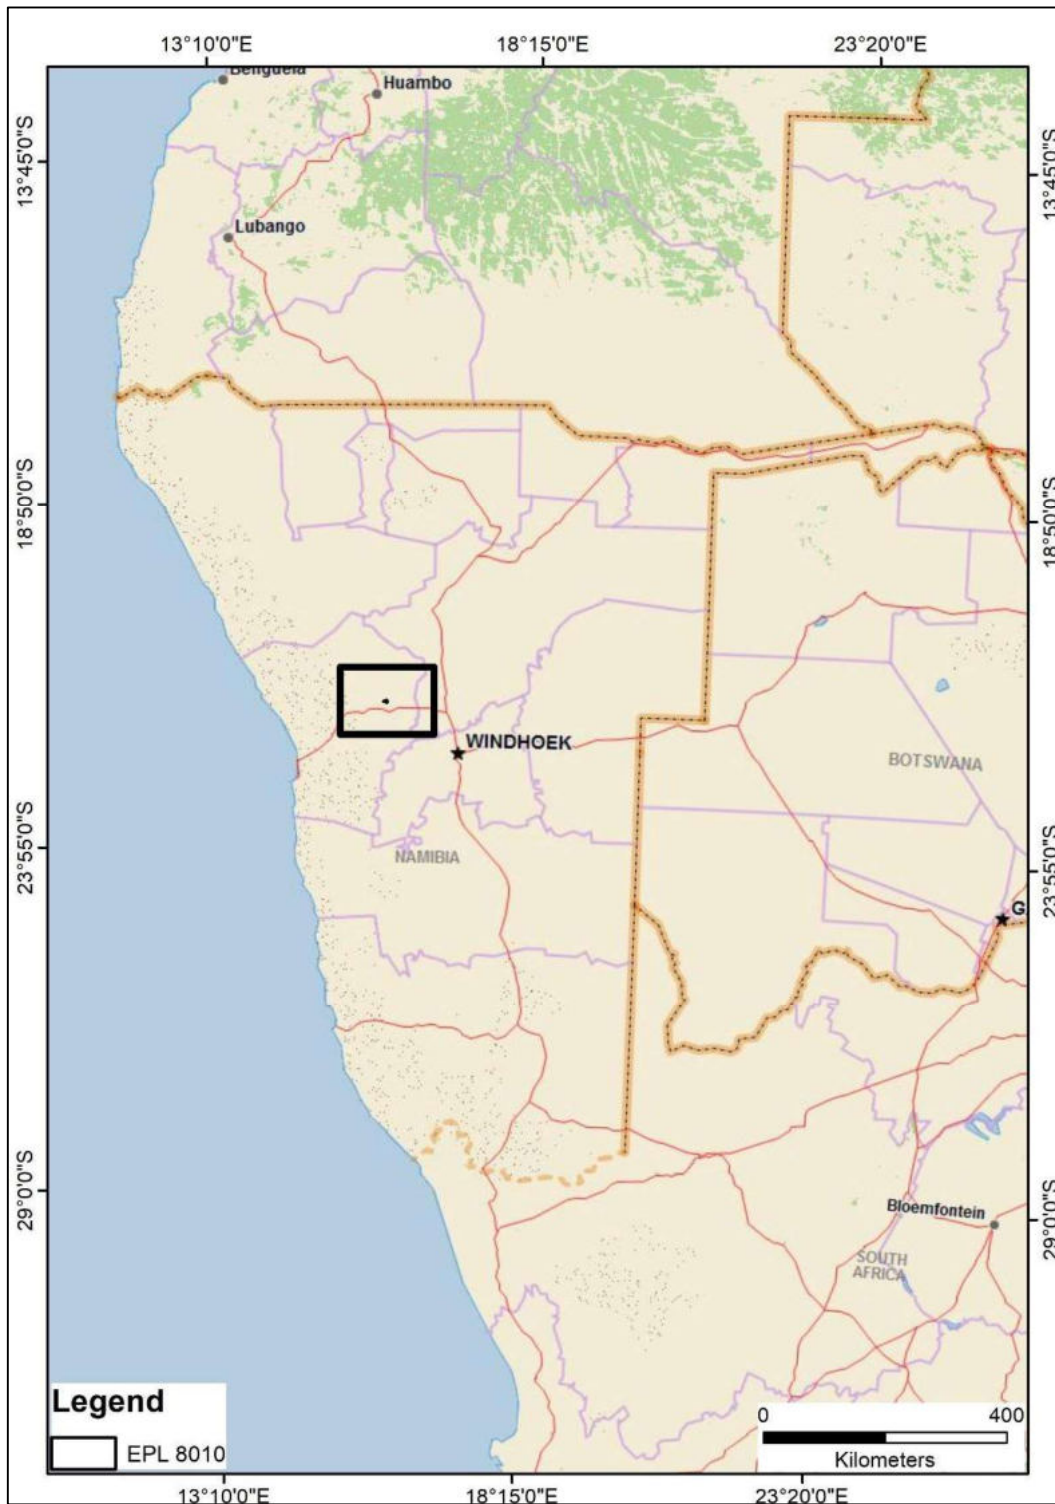 13°10'0"E
18°15'0"E
23°20'0"E
Benguela
Huambo
13°45'0"S
13°45'0"S
Lubango
18°50'0"S
18°50'0"S
WINDHOEK
BOTSWANA
NAMIBIA
23°55'0"S
23°55'0"S
G
29°0'0"S
29°0'0"S
Bloemfontein
SOUTH
AFRICA
Legend
EPL 8010
0
400
Kilometers
13°10'0"E
18°15'0"E
23°20'0"E